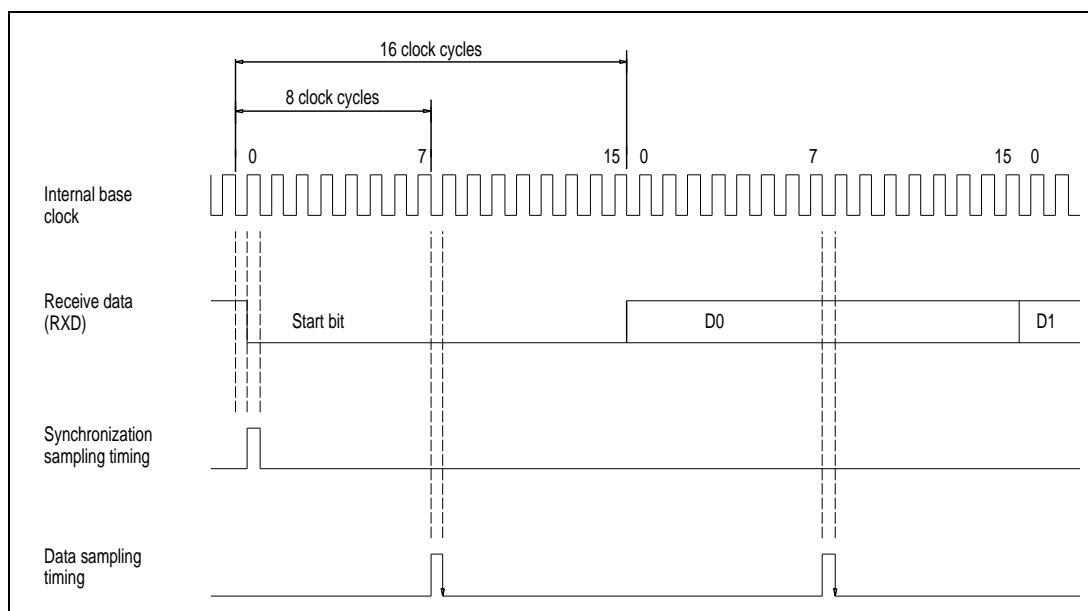 16 clock cycles
8 clock cycles
0 7 15 0 7 15 0
Internal base
clock
Receive data
(RXD)
Start bit
D0
D1
Synchronization
sampling timing
Data sampling
timing